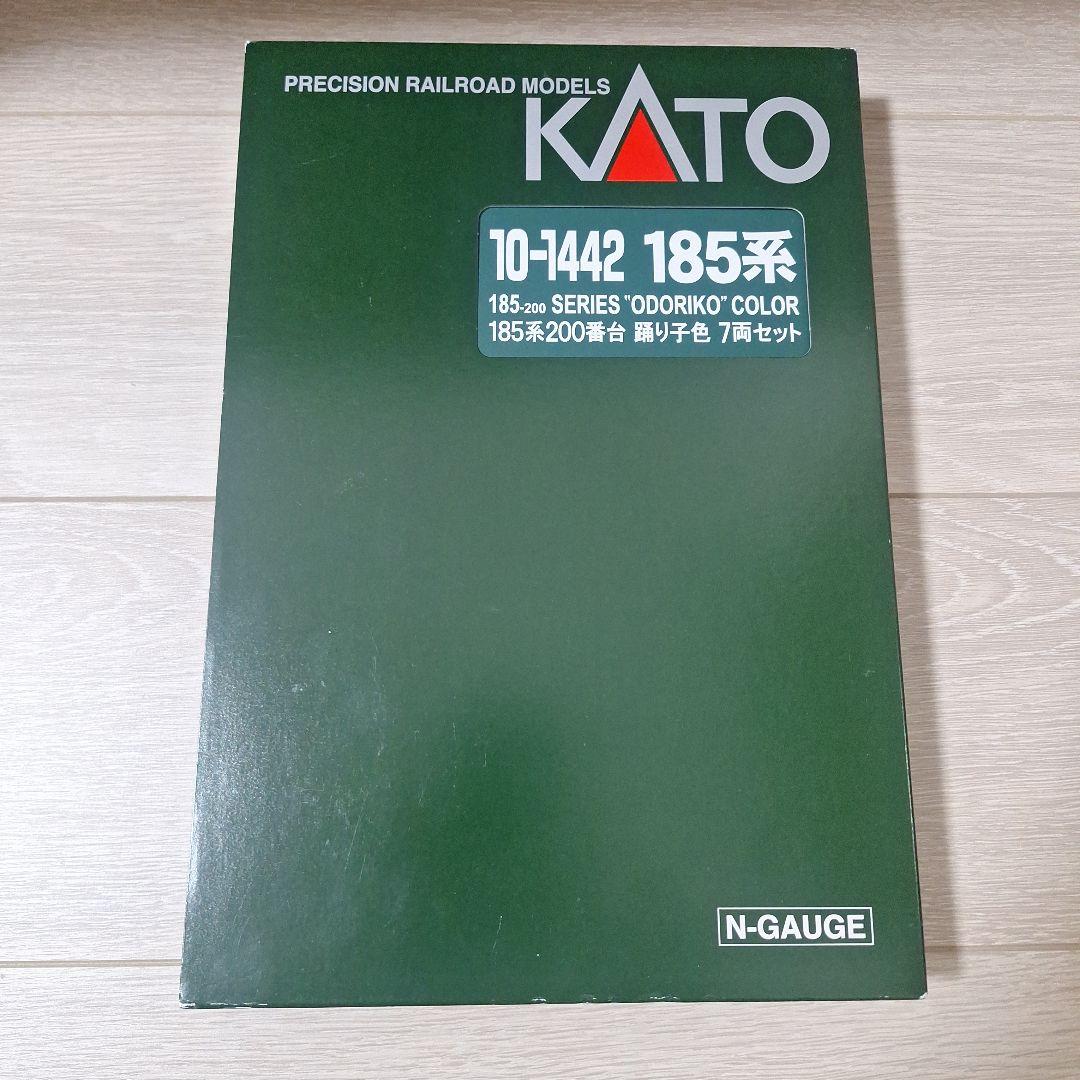 PRECISION RAILROAD MODELS
KATO
10-1442 185系
185-200 SERIES "ODORIKO" COLOR
185系200番台 踊り子色 7両セット
N-GAUGE